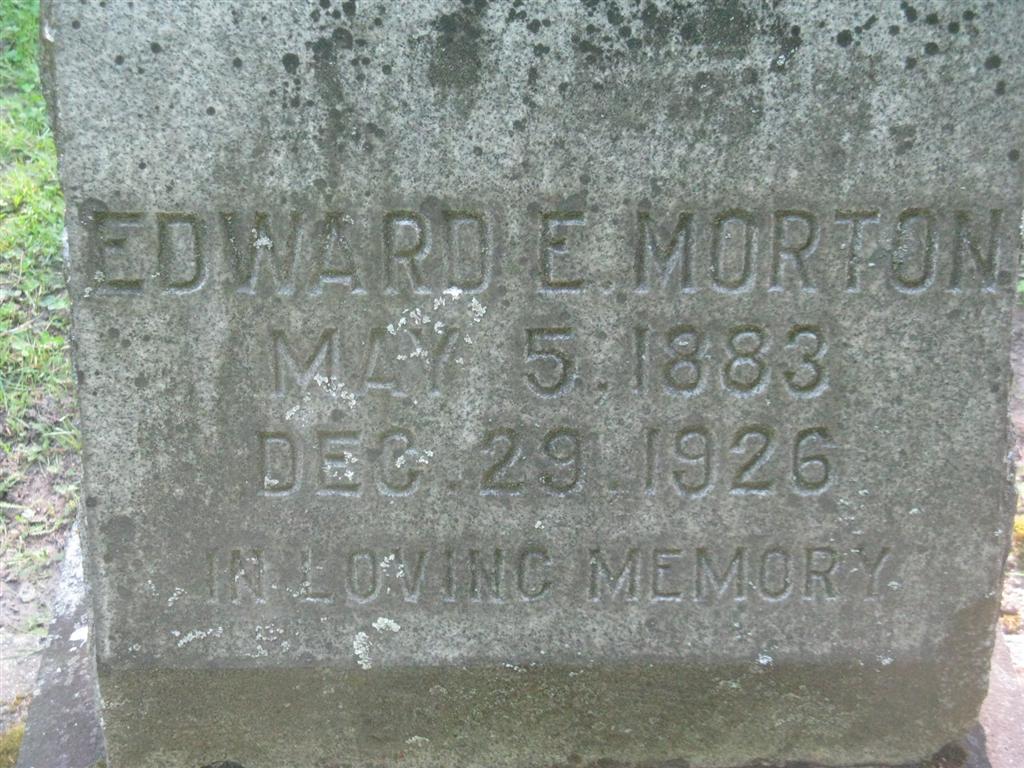 EDWARD E. MORTON
MAY 5. 1883
DEC. 29. 1926
IN LOVING MEMORY